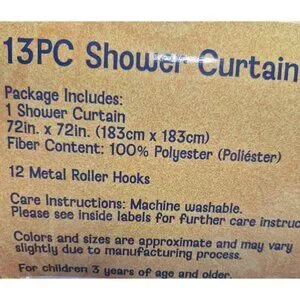 13PC Shower Curtain
Package Includes:
1 Shower Curtain
72in. x 72in. (183cm x 183cm)
Fiber Content: 100% Polyester (Poliéster)
12 Metal Roller Hooks
Care Instructions: Machine washable.
Please see inside labels for further care instruc
Colors and sizes are approximate and may vary
slightly due to manufacturing process.
For children 3 years of age and older.